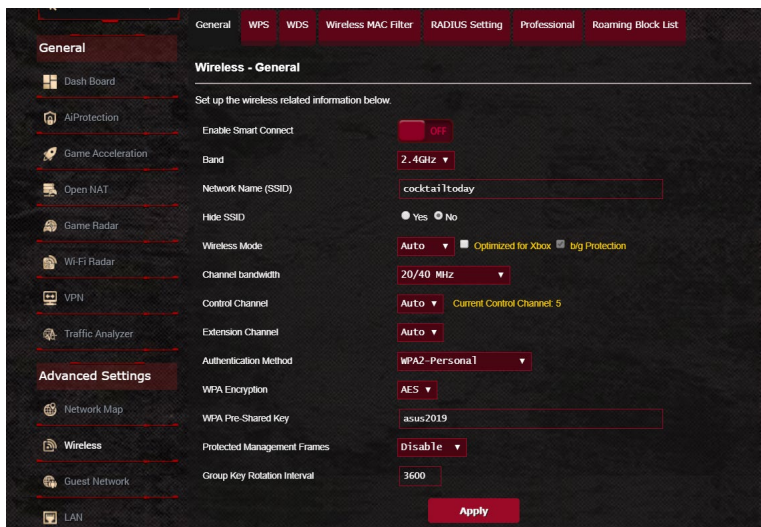 General WPS WDS Wireless MAC Filter RADIUS Setting Professional Roaming Block List
General
Dash Board
AiProtection
Game Acceleration
Open NAT
Game Radar
Wi-Fi Radar
VPN
Traffic Analyzer
Advanced Settings
Network Map
Wireless
Guest Network
LAN
Wireless - General
Set up the wireless related information below.
Enable Smart Connect OFF
Band 2.4GHz
Network Name (SSID) cocktailtoday
Hide SSID Yes No
Wireless Mode Auto Optimized for Xbox b/g Protection
Channel bandwidth 20/40 MHz
Control Channel Auto Current Control Channel: 5
Extension Channel Auto
Authentication Method WPA2-Personal
WPA Encryption AES
WPA Pre-Shared Key asus2019
Protected Management Frames Disable
Group Key Rotation Interval 3600
Apply